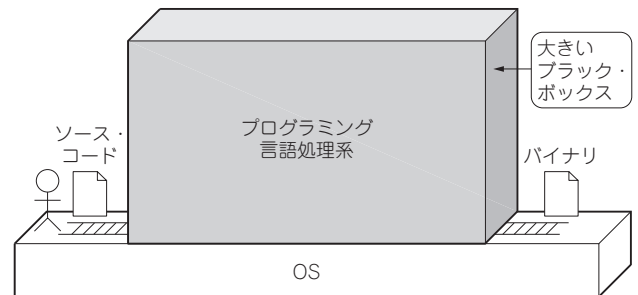 大きい
ブラック・
ボックス
プログラミング
言語処理系
ソース・
コード
バイナリ
OS